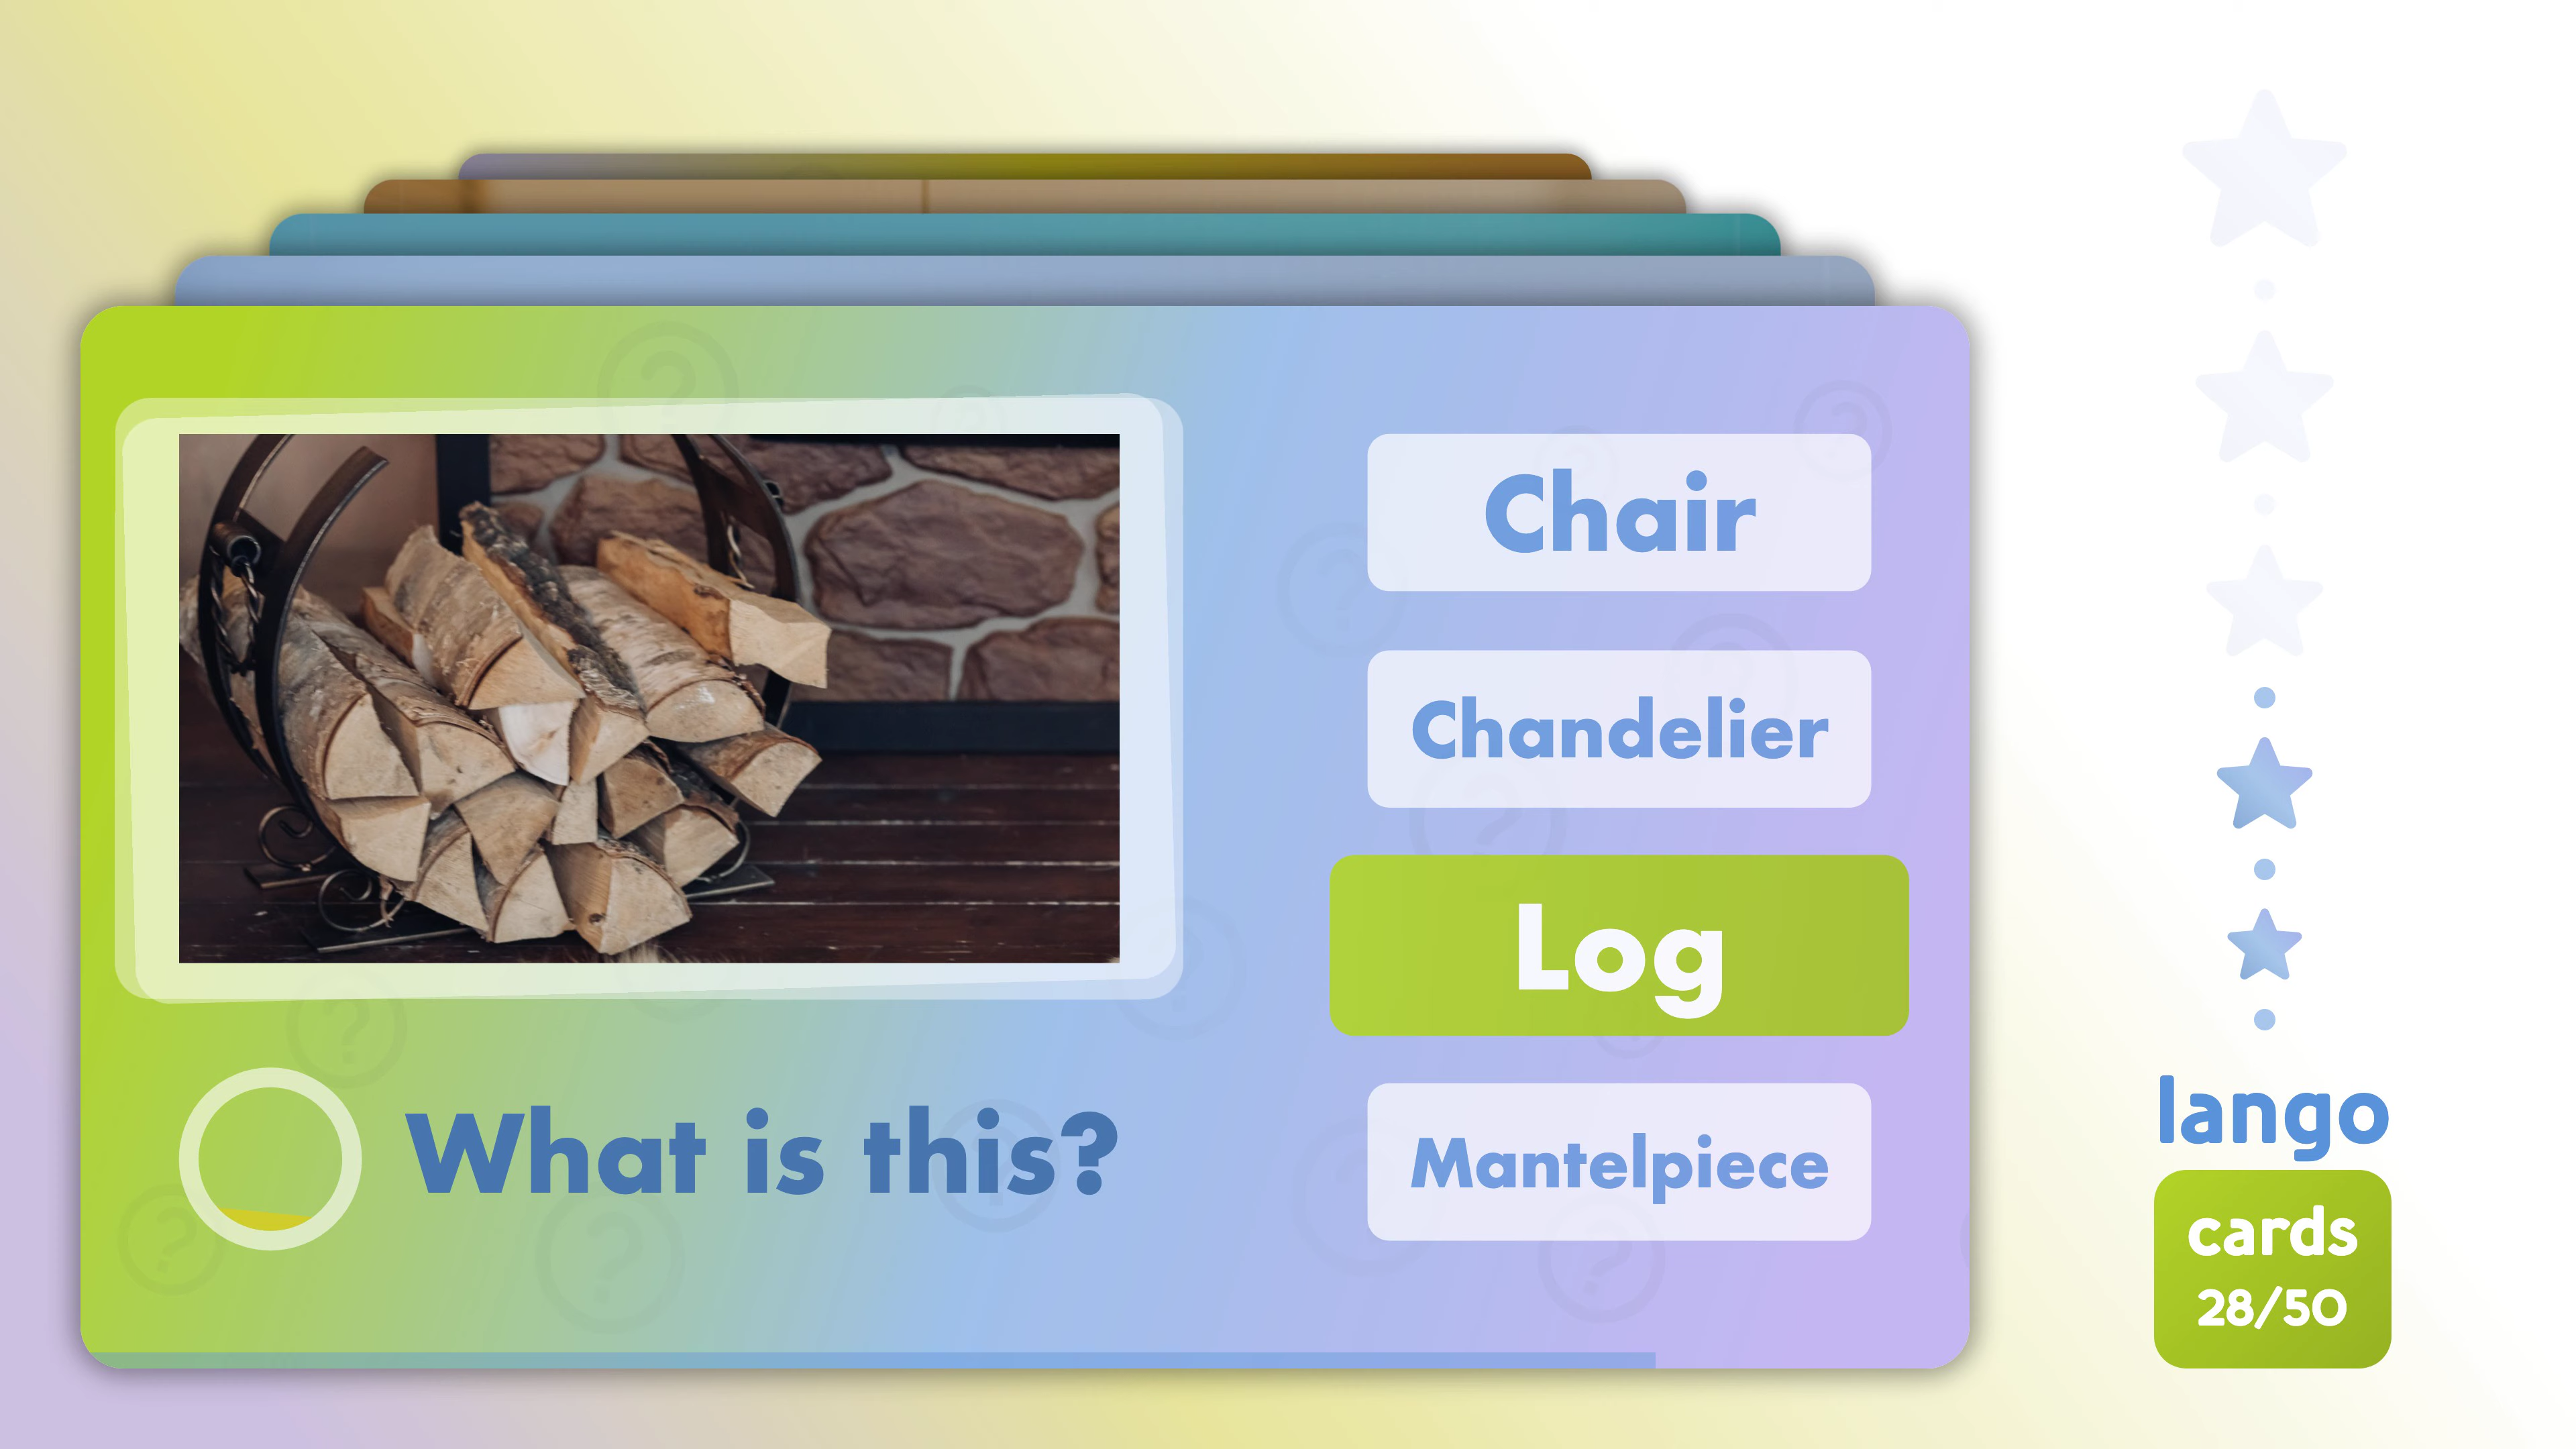 Chair
Chandelier
Log
What is this?
Mantelpiece
lango
cards
28/50